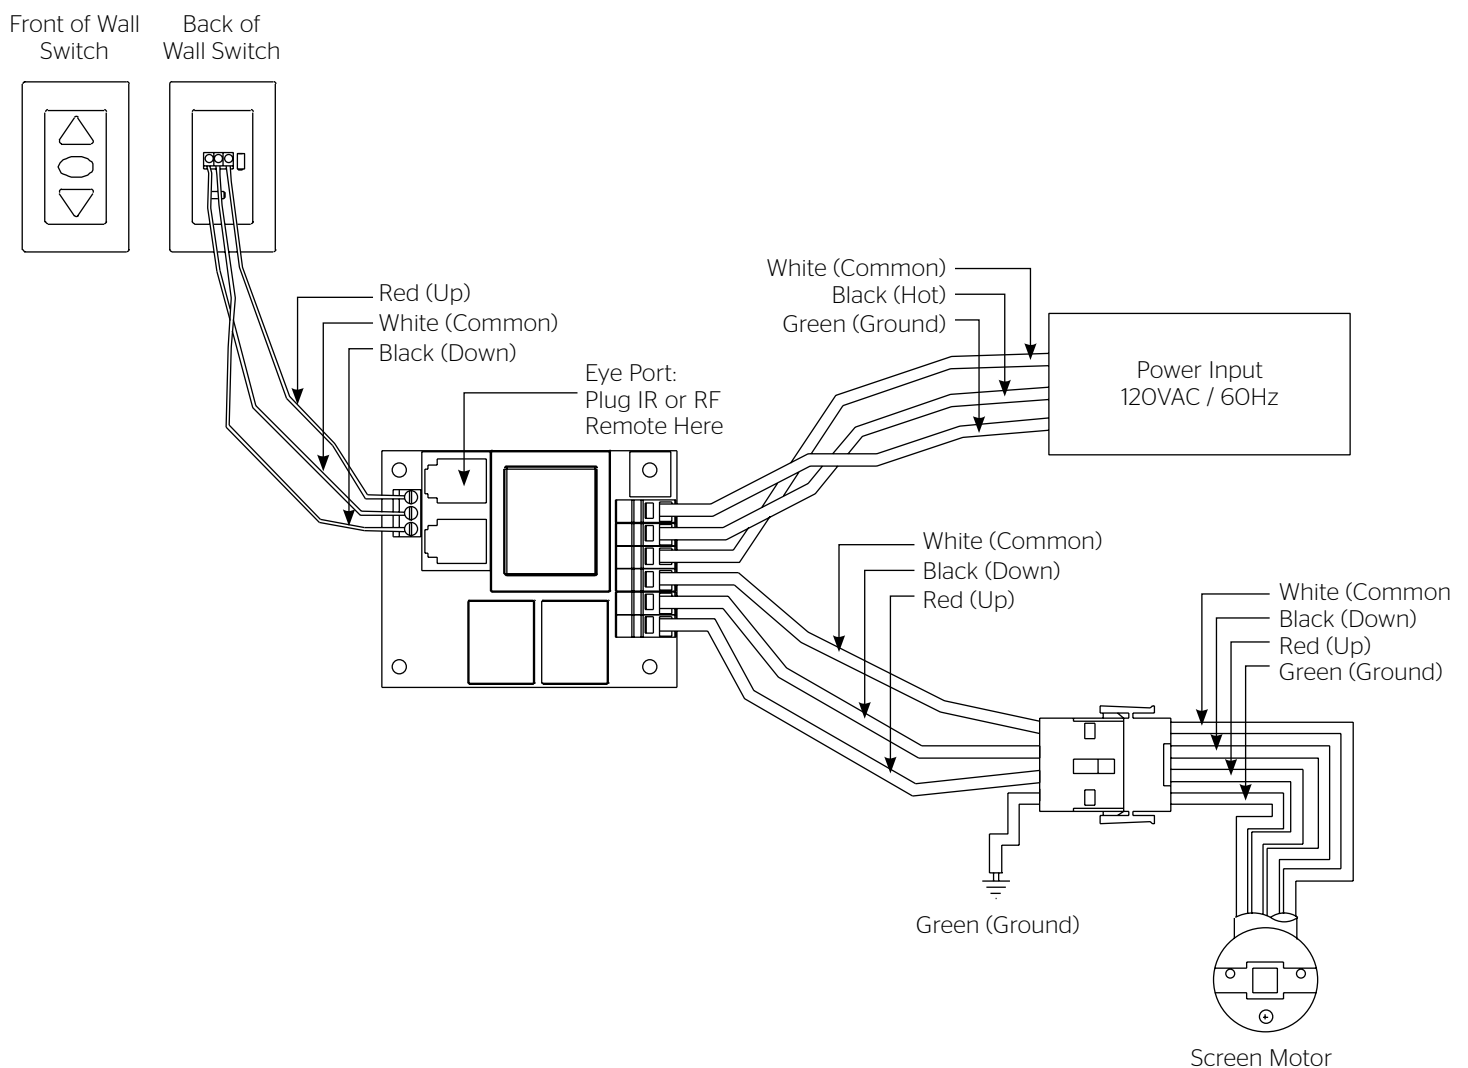 Front of Wall
Switch
Back of
Wall Switch
Red (Up)
White (Common)
Black (Down)
Eye Port:
Plug IR or RF
Remote Here
White (Common)
Black (Hot)
Green (Ground)
Power Input
120VAC / 60Hz
White (Common)
Black (Down)
Red (Up)
White (Common
Black (Down)
Red (Up)
Green (Ground)
Green (Ground)
Screen Motor